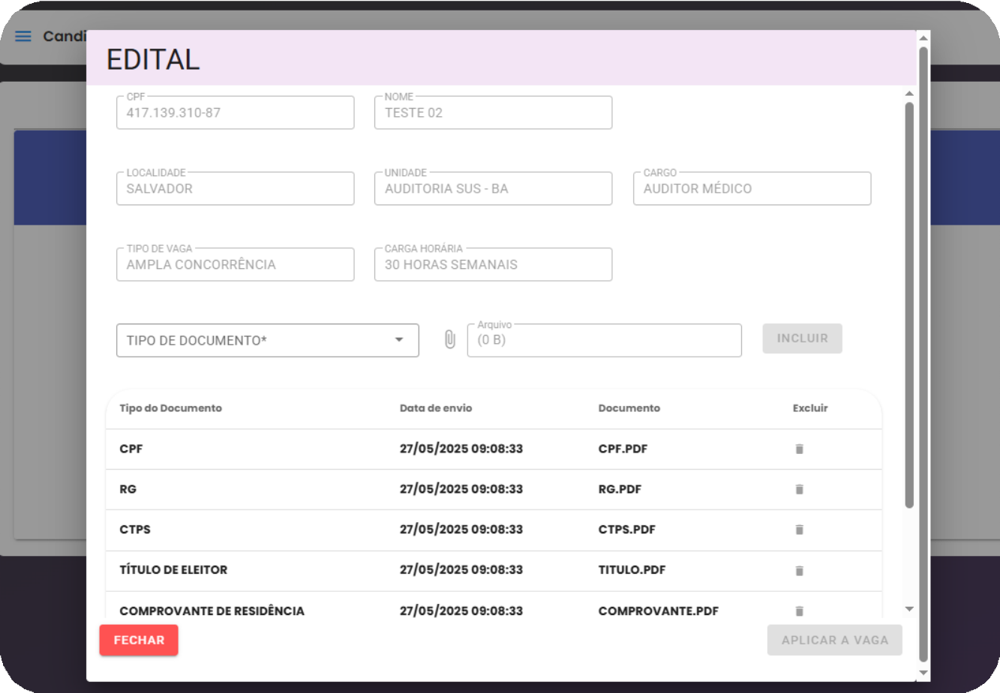 Candi
EDITAL
CPF
417.139.310-87
NOME
TESTE 02
LOCALIDADE
SALVADOR
UNIDADE
AUDITORIA SUS - BA
CARGO
AUDITOR MÉDICO
TIPO DE VAGA
AMPLA CONCORRÊNCIA
CARGA HORÁRIA
30 HORAS SEMANAIS
TIPO DE DOCUMENTO*
Arquivo
(0 B)
INCLUIR
Tipo do Documento Data de envio Documento Excluir
CPF 27/05/2025 09:08:33 CPF.PDF
RG 27/05/2025 09:08:33 RG.PDF
CTPS 27/05/2025 09:08:33 CTPS.PDF
TÍTULO DE ELEITOR 27/05/2025 09:08:33 TITULO.PDF
COMPROVANTE DE RESIDÊNCIA 27/05/2025 09:08:33 COMPROVANTE.PDF
FECHAR
APLICAR A VAGA